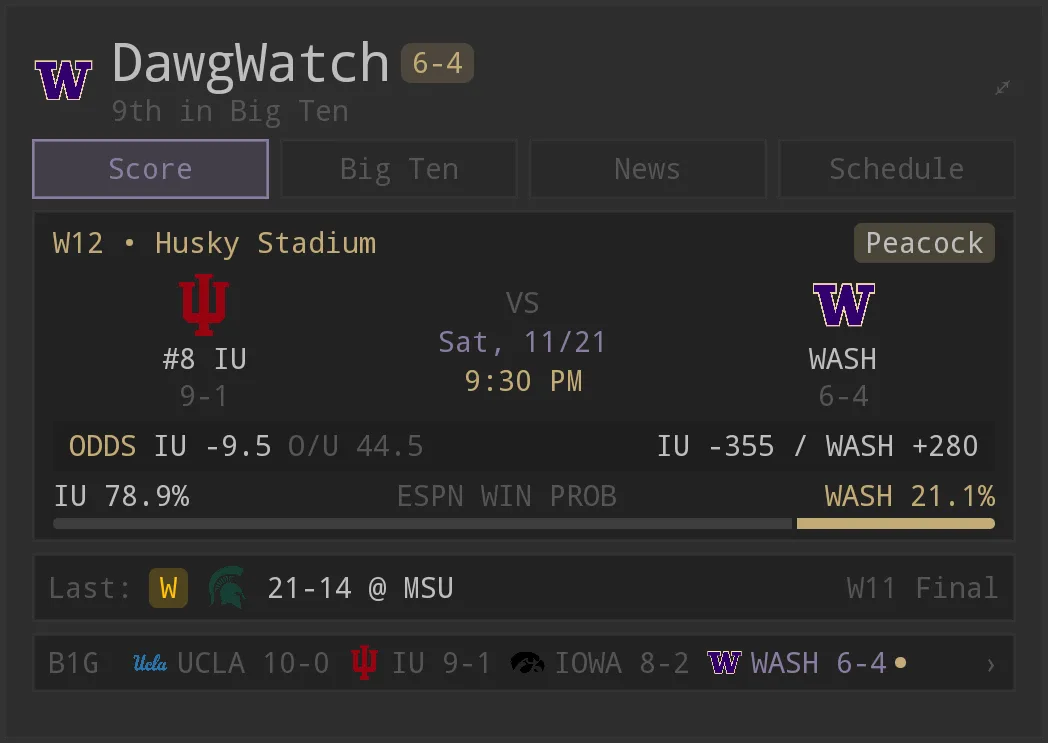 W DawgWatch 6-4
9th in Big Ten
Score Big Ten News Schedule
W12 • Husky Stadium Peacock
VS
Sat, 11/21
9:30 PM
#8 IU
9-1
W
WASH
6-4
ODDS IU -9.5 O/U 44.5 IU -355 / WASH +280
IU 78.9% ESPN WIN PROB WASH 21.1%
Last: W 21-14 @ MSU W11 Final
B1G Ucla UCLA 10-0 IU 9-1 IOWA 8-2 W WASH 6-4 • ›